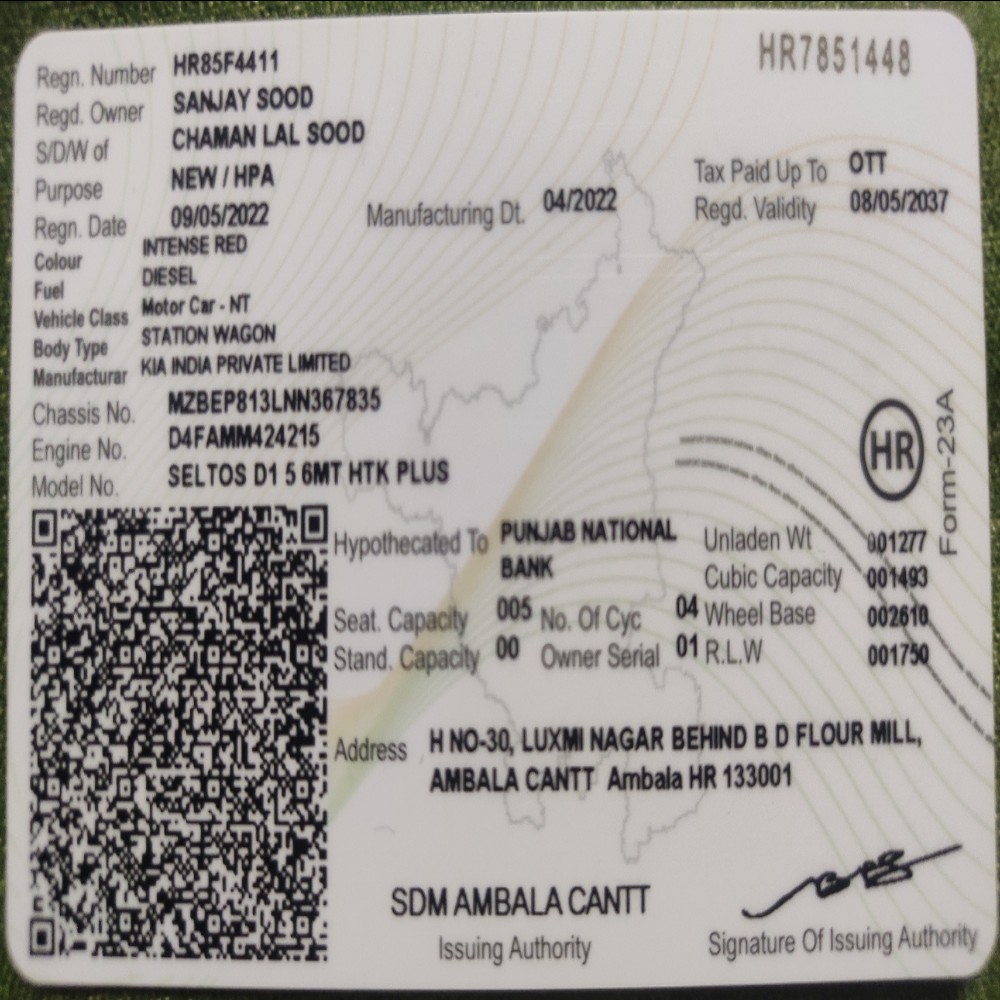 HR7851448
Regn. Number HR85F4411
Regd. Owner SANJAY SOOD
S/D/W of CHAMAN LAL SOOD
Purpose NEW / HPA
Tax Paid Up To OTT
Regn. Date 09/05/2022 Manufacturing Dt. 04/2022 Regd. Validity 08/05/2037
Colour INTENSE RED
Fuel DIESEL
Vehicle Class Motor Car - NT
Body Type STATION WAGON
Manufacturar KIA INDIA PRIVATE LIMITED
Chassis No. MZBEP813LNN367835
Engine No. D4FAMM424215
Model No. SELTOS D1 5 6MT HTK PLUS
HR
Form-23A
Hypothecated To PUNJAB NATIONAL Unladen Wt 001277
BANK Cubic Capacity 001493
Seat. Capacity 005 No. Of Cyc 04 Wheel Base 002610
Stand. Capacity 00 Owner Serial 01 R.L.W 001750
Address H NO-30, LUXMI NAGAR BEHIND B D FLOUR MILL,
AMBALA CANTT Ambala HR 133001
SDM AMBALA CANTT
Issuing Authority
Signature Of Issuing Authority